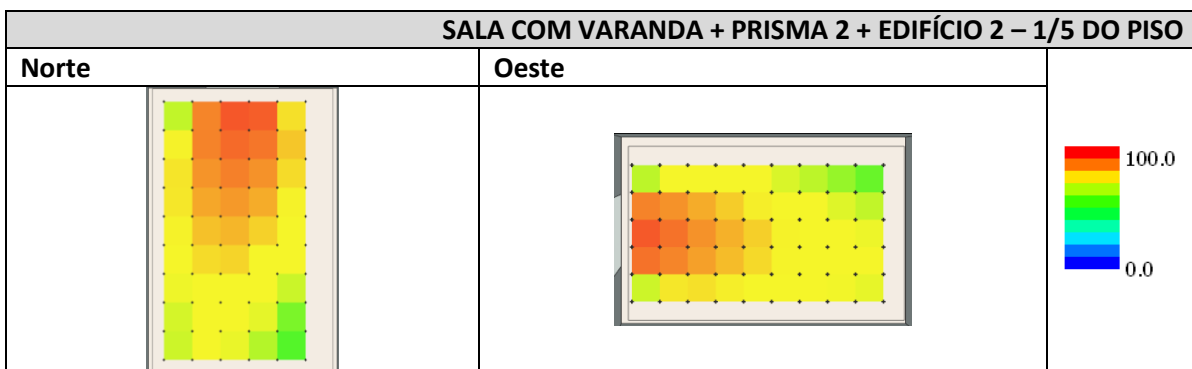 SALA COM VARANDA + PRISMA 2 + EDIFÍCIO 2 – 1/5 DO PISO
Norte
Oeste
100.0
0.0